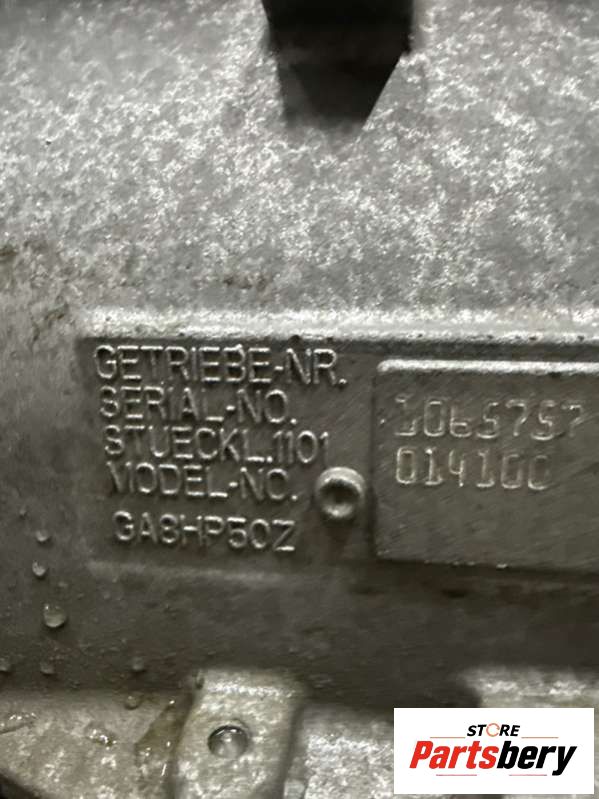 GETRIEBE-NR.
SERIAL-NO.
STUECKL.1101
MODEL-NO.
GA8HP50Z
1065757
014100
STORE
Partsbery